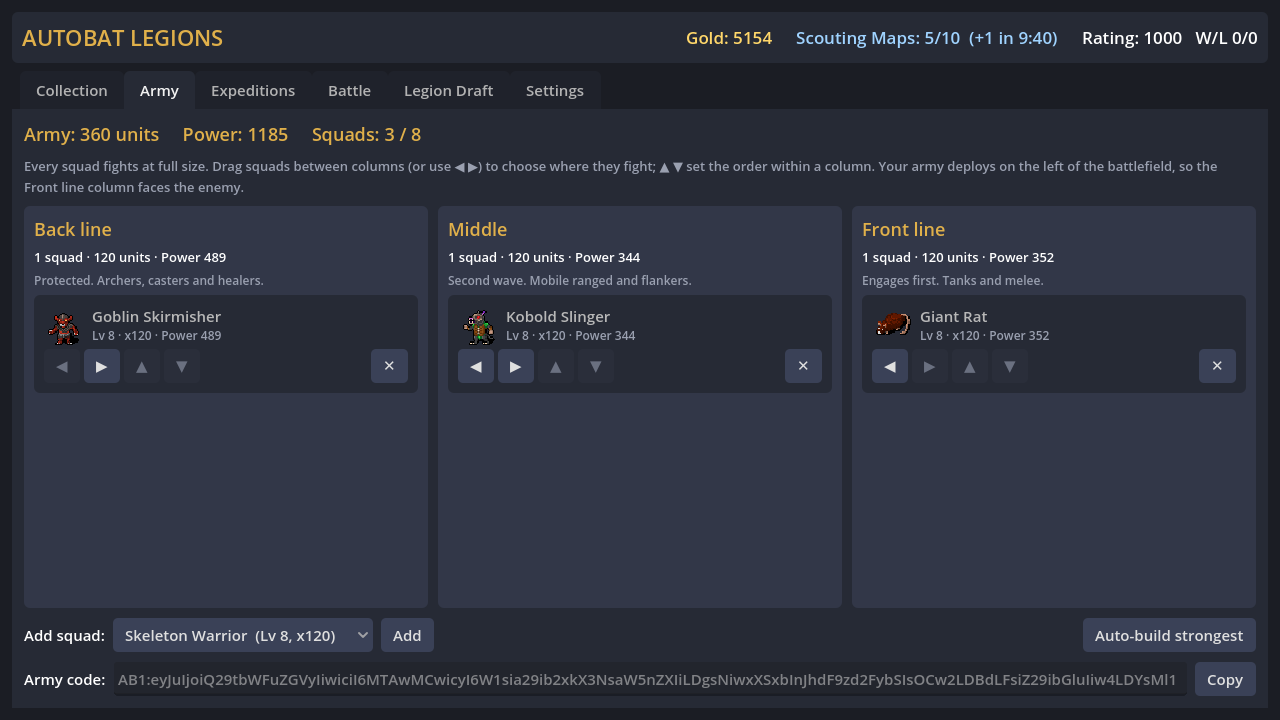 AUTOBAT LEGIONS
Gold: 5154 Scouting Maps: 5/10 (+1 in 9:40) Rating: 1000 W/L 0/0
Collection Army Expeditions Battle Legion Draft Settings
Army: 360 units Power: 1185 Squads: 3 / 8
Every squad fights at full size. Drag squads between columns (or use ◀ ▶) to choose where they fight; ▲ ▼ set the order within a column. Your army deploys on the left of the battlefield, so the
Front line column faces the enemy.
Back line
1 squad · 120 units · Power 489
Protected. Archers, casters and healers.
Goblin Skirmisher
Lv 8 · x120 · Power 489
◀ ▶ ▲ ▼ ✕
Middle
1 squad · 120 units · Power 344
Second wave. Mobile ranged and flankers.
Kobold Slinger
Lv 8 · x120 · Power 344
◀ ▶ ▲ ▼ ✕
Front line
1 squad · 120 units · Power 352
Engages first. Tanks and melee.
Giant Rat
Lv 8 · x120 · Power 352
◀ ▶ ▲ ▼ ✕
Add squad: Skeleton Warrior (Lv 8, x120) Add Auto-build strongest
Army code: Copy